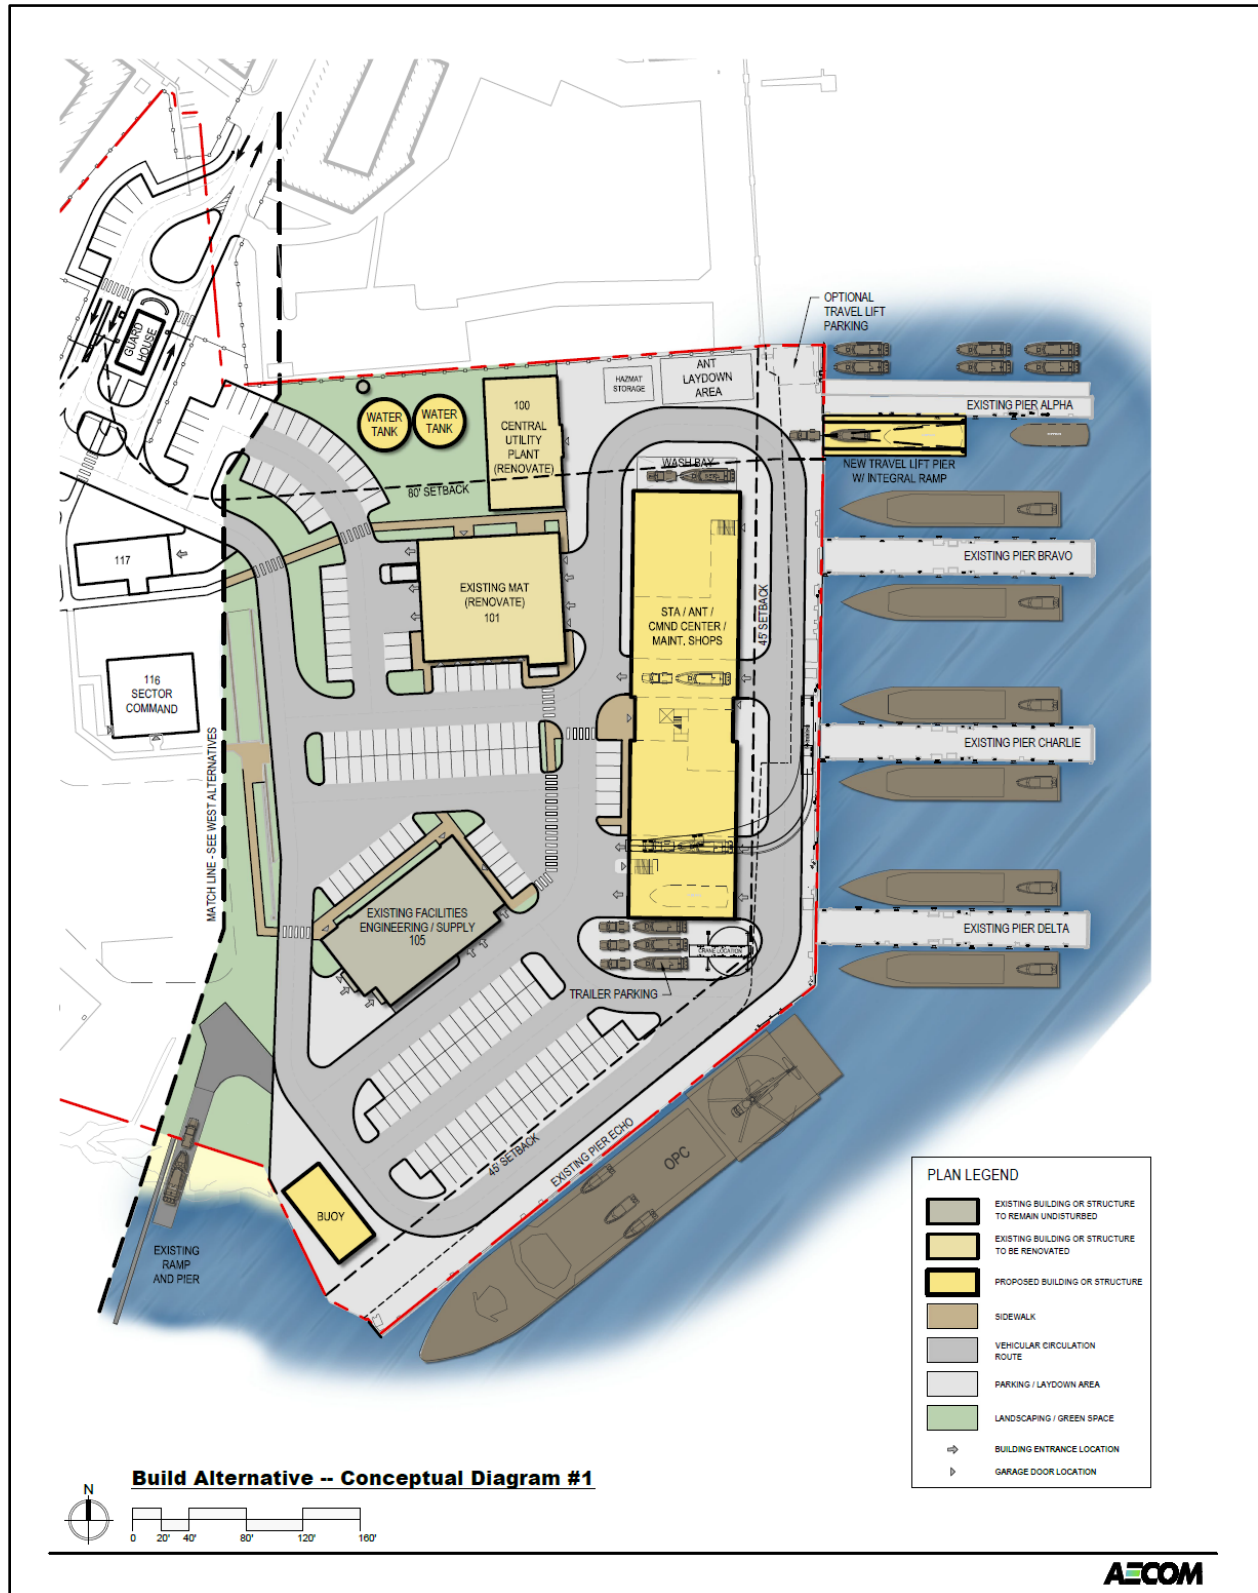 OPTIONAL
TRAVEL LIFT
PARKING
GUARD
HOUSE
HAZMAT
STORAGE
ANT
LAYDOWN
AREA
EXISTING PIER ALPHA
WATER
TANK
WATER
TANK
100
CENTRAL
UTILITY
PLANT
(RENOVATE)
WASH BAY
NEW TRAVEL LIFT PIER
W/ INTEGRAL RAMP
80' SETBACK
117
EXISTING PIER BRAVO
EXISTING MAT
(RENOVATE)
101
STA / ANT /
CMND CENTER /
MAINT. SHOPS
45' SETBACK
116
SECTOR
COMMAND
MATCH LINE - SEE WEST ALTERNATIVES
EXISTING PIER CHARLIE
EXISTING FACILITIES
ENGINEERING / SUPPLY
105
EXISTING PIER DELTA
CRANE LOCATION
TRAILER PARKING
45' SETBACK
EXISTING PIER ECHO
OPC
BUOY
EXISTING
RAMP
AND PIER
PLAN LEGEND
EXISTING BUILDING OR STRUCTURE
TO REMAIN UNDISTURBED
EXISTING BUILDING OR STRUCTURE
TO BE RENOVATED
PROPOSED BUILDING OR STRUCTURE
SIDEWALK
VEHICULAR CIRCULATION
ROUTE
PARKING / LAYDOWN AREA
LANDSCAPING / GREEN SPACE
BUILDING ENTRANCE LOCATION
GARAGE DOOR LOCATION
Build Alternative -- Conceptual Diagram #1
N
0 20' 40' 80' 120' 160'
AECOM